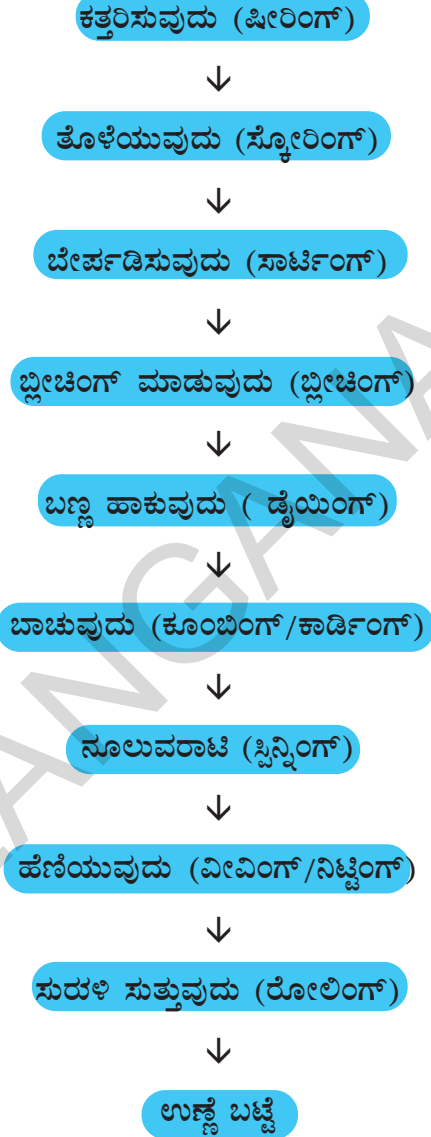 ಕತ್ತರಿಸುವುದು (ಷೀರಿಂಗ್)
↓
ತೊಳೆಯುವುದು (ಸ್ಕೋರಿಂಗ್)
↓
ಬೇರ್ಪಡಿಸುವುದು (ಸಾರ್ಟಿಂಗ್)
↓
ಬ್ಲೀಚಿಂಗ್ ಮಾಡುವುದು (ಬ್ಲೀಚಿಂಗ್)
↓
ಬಣ್ಣ ಹಾಕುವುದು ( ಡೈಯಿಂಗ್)
↓
ಬಾಚುವುದು (ಕೂಂಬಿಂಗ್/ಕಾರ್ಡಿಂಗ್)
↓
ನೂಲುವರಾಟಿ (ಸ್ಪಿನ್ನಿಂಗ್)
↓
ಹೆಣಿಯುವುದು (ವೀವಿಂಗ್/ನಿಟ್ಟಿಂಗ್)
↓
ಸುರುಳಿ ಸುತ್ತುವುದು (ರೋಲಿಂಗ್)
↓
ಉಣ್ಣೆ ಬಟ್ಟೆ